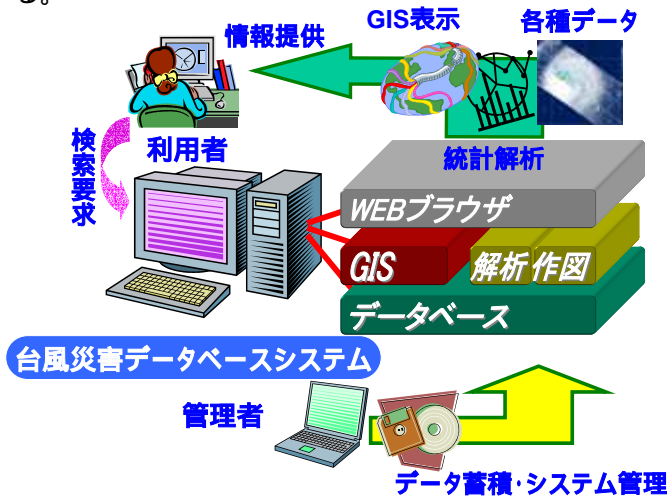 る。
情報提供
GIS表示
各種データ
検索要求
利用者
統計解析
WEBブラウザ
GIS
解析
作図
データベース
台風災害データベースシステム
管理者
データ蓄積・システム管理